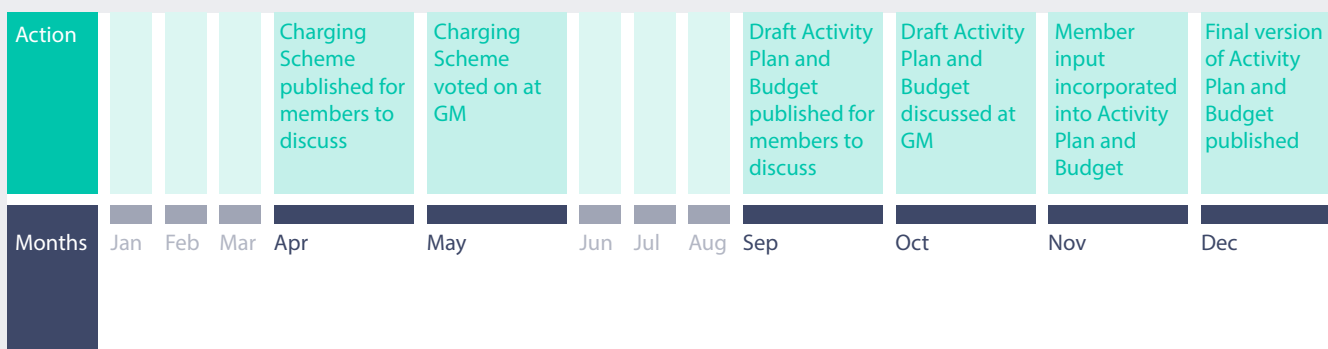 Action
Charging
Scheme
published for
members to
discuss
Charging
Scheme
voted on at
GM
Draft Activity
Plan and
Budget
published for
members to
discuss
Draft Activity
Plan and
Budget
discussed at
GM
Member
input
incorporated
into Activity
Plan and
Budget
Final version
of Activity
Plan and
Budget
published
Months
Jan
Feb
Mar
Apr
May
Jun
Jul
Aug
Sep
Oct
Nov
Dec